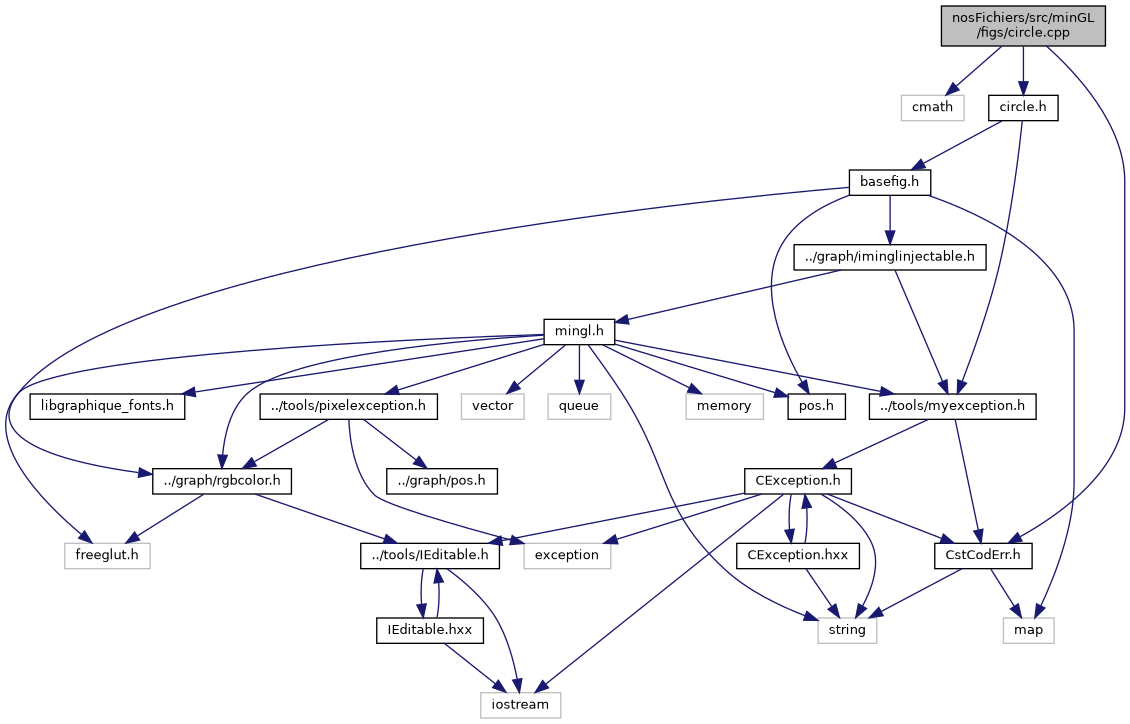 nosFichiers/src/minGL
/figs/circle.cpp
cmath
circle.h
basefig.h
../graph/iminglinjectable.h
mingl.h
libgraphique_fonts.h
../tools/pixelexception.h
vector
queue
memory
pos.h
../tools/myexception.h
../graph/rgbcolor.h
../graph/pos.h
CException.h
freeglut.h
../tools/IEditable.h
exception
CException.hxx
CstCodErr.h
IEditable.hxx
string
map
iostream